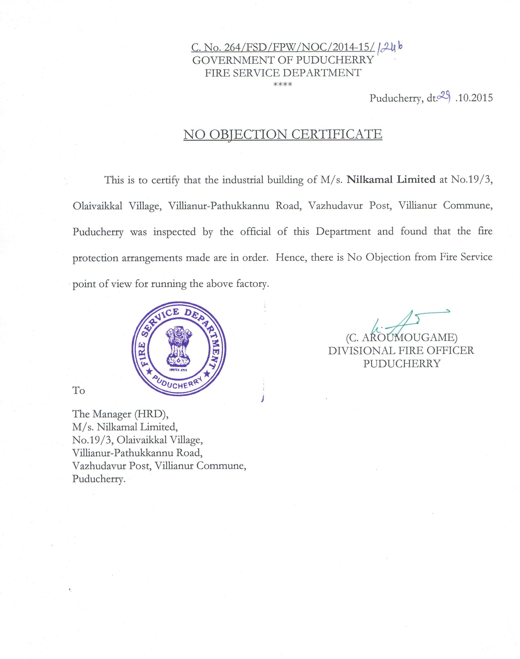 C. No. 264/FSD/FPW/NOC/2014-15/1246
GOVERNMENT OF PUDUCHERRY
FIRE SERVICE DEPARTMENT
****
Puducherry, dt:29 .10.2015
NO OBJECTION CERTIFICATE
This is to certify that the industrial building of M/s. Nilkamal Limited at No.19/3,
Olaivaikkal Village, Villianur-Pathukkannu Road, Vazhudavur Post, Villianur Commune,
Puducherry was inspected by the official of this Department and found that the fire
protection arrangements made are in order. Hence, there is No Objection from Fire Service
point of view for running the above factory.
FIRE SERVICE DEPARTMENT
★ PUDUCHERRY ★
(C. AROUMOUGAME)
DIVISIONAL FIRE OFFICER
PUDUCHERRY
To
The Manager (HRD),
M/s. Nilkamal Limited,
No.19/3, Olaivaikkal Village,
Villianur-Pathukkannu Road,
Vazhudavur Post, Villianur Commune,
Puducherry.